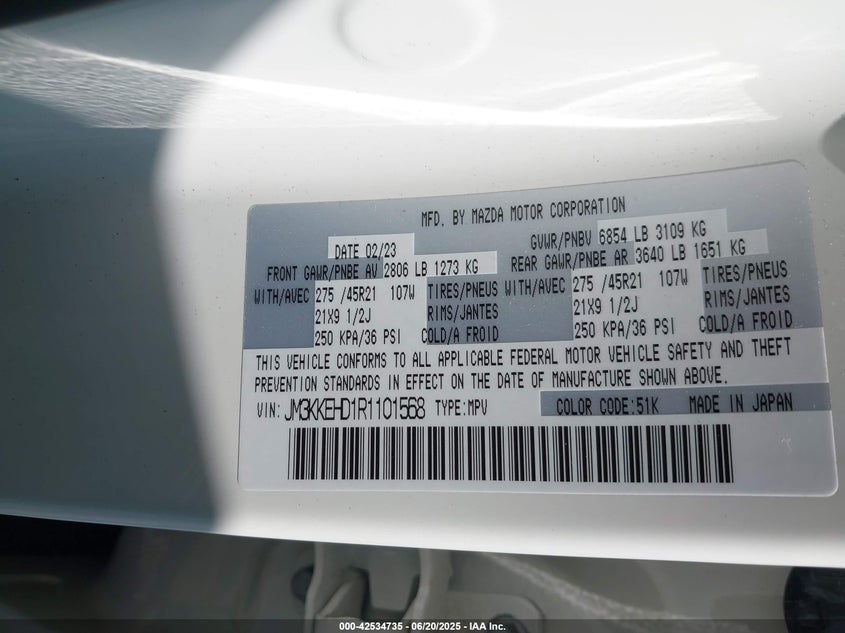 MFD. BY MAZDA MOTOR CORPORATION
DATE 02/23 GVWR/PNBV 6854 LB 3109 KG
FRONT GAWR/PNBE AV 2806 LB 1273 KG REAR GAWR/PNBE AR 3640 LB 1651 KG
WITH/AVEC 275 /45R21 107W TIRES/PNEUS WITH/AVEC 275 /45R21 107W TIRES/PNEUS
21X9 1/2J RIMS/JANTES 21X9 1/2J RIMS/JANTES
250 KPA/36 PSI COLD/A FROID 250 KPA/36 PSI COLD/A FROID
THIS VEHICLE CONFORMS TO ALL APPLICABLE FEDERAL MOTOR VEHICLE SAFETY AND THEFT
PREVENTION STANDARDS IN EFFECT ON THE DATE OF MANUFACTURE SHOWN ABOVE.
VIN: JM3KKEHD1R1101568 TYPE:MPV COLOR CODE:51K MADE IN JAPAN
000-42534735 - 06/20/2025 - IAA Inc.